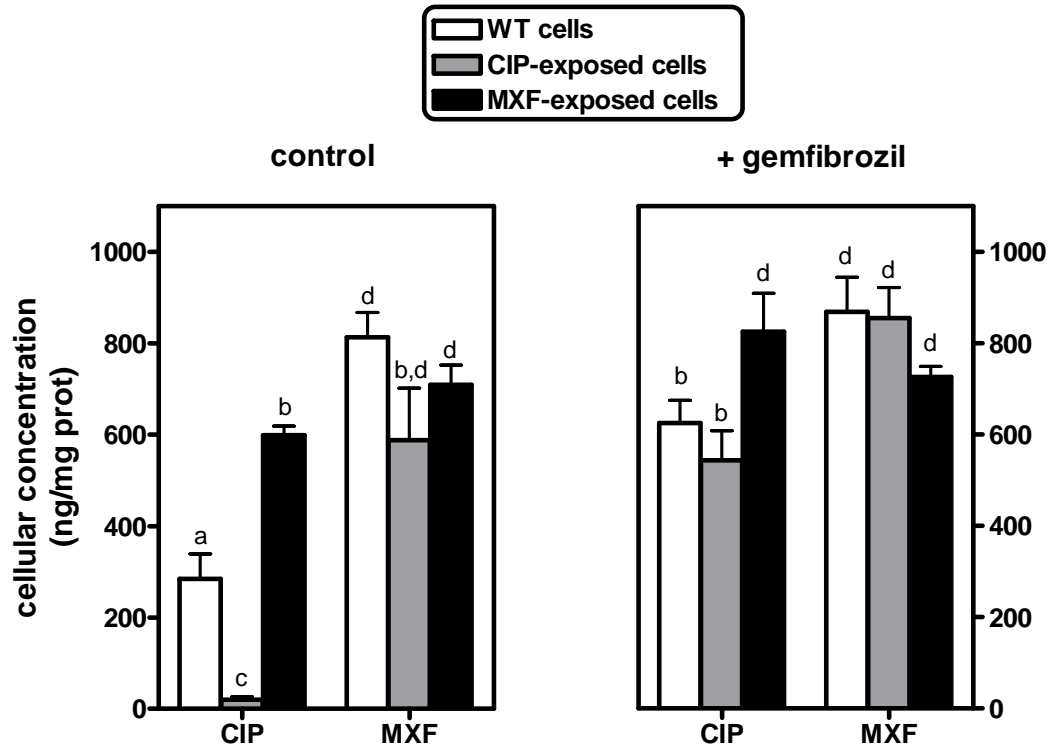 WT cells
CIP-exposed cells
MXF-exposed cells
control
+ gemfibrozil
cellular concentration
(ng/mg prot)
1000
800
600
400
200
0
a
c
b
d
b,d
d
CIP
MXF
b
b
d
d
d
d
1000
800
600
400
200
0
CIP
MXF